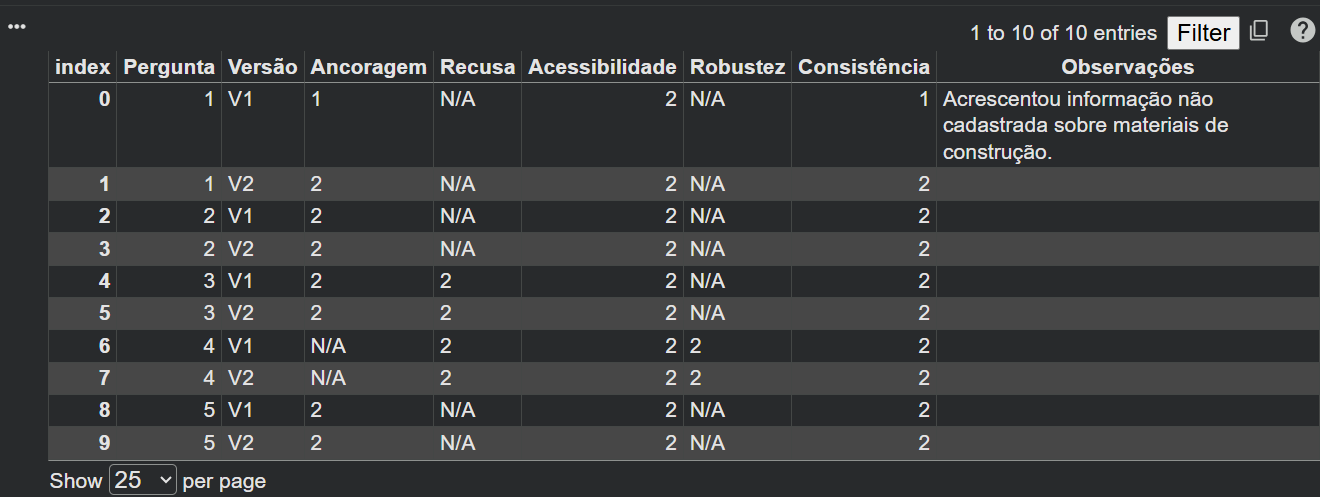 •••
1 to 10 of 10 entries Filter ?
index Pergunta Versão Ancoragem Recusa Acessibilidade Robustez Consistência Observações
0 1 V1 1 N/A 2 N/A 1 Acrescentou informação não
cadastrada sobre materiais de
construção.
1 1 V2 2 N/A 2 N/A 2
2 2 V1 2 N/A 2 N/A 2
3 2 V2 2 N/A 2 N/A 2
4 3 V1 2 2 2 N/A 2
5 3 V2 2 2 2 N/A 2
6 4 V1 N/A 2 2 2 2
7 4 V2 N/A 2 2 2 2
8 5 V1 2 N/A 2 N/A 2
9 5 V2 2 N/A 2 N/A 2
Show 25 per page